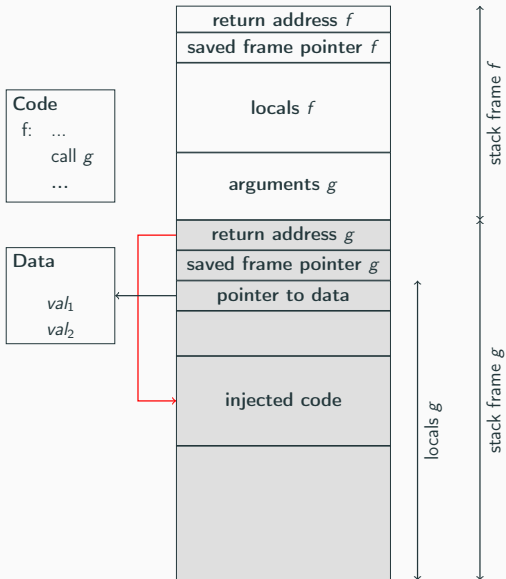 return address f
saved frame pointer f
locals f
arguments g
return address g
saved frame pointer g
pointer to data
injected code
Code
f: ...
call g
...
Data
val₁
val₂
stack frame f
locals g
stack frame g